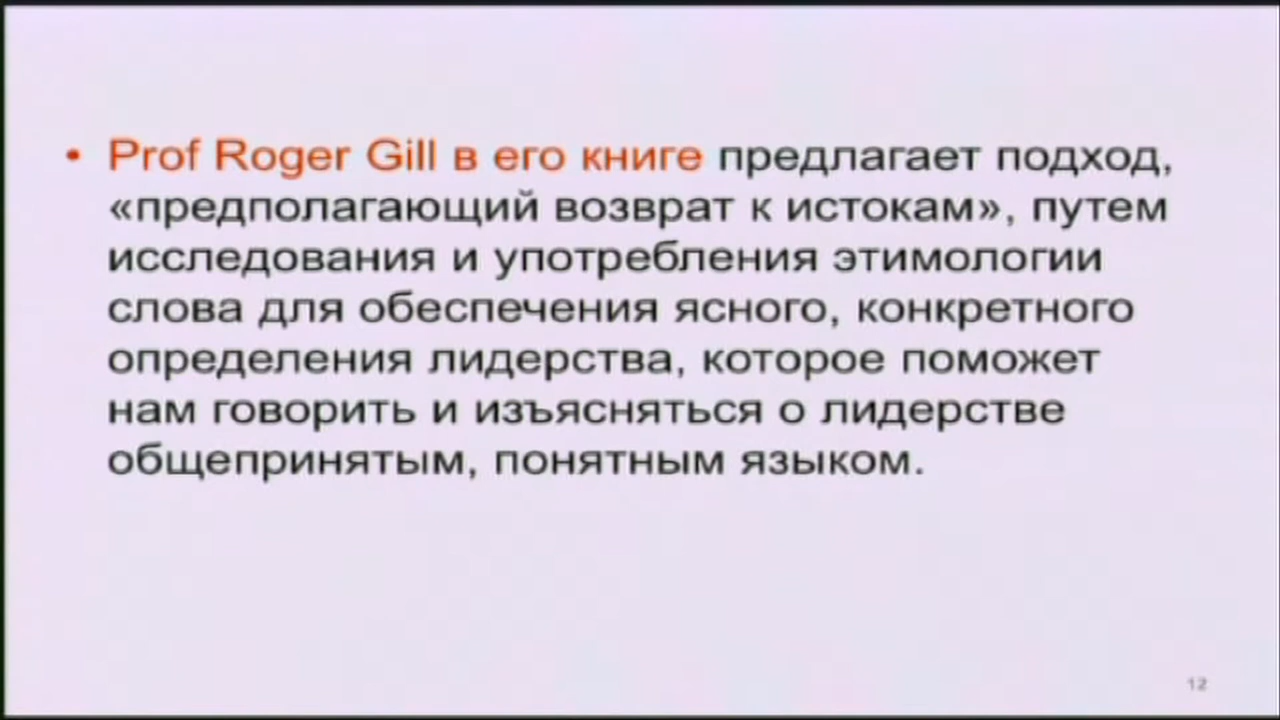 • Prof Roger Gill в его книге предлагает подход,
«предполагающий возврат к истокам», путем
исследования и употребления этимологии
слова для обеспечения ясного, конкретного
определения лидерства, которое поможет
нам говорить и изъясняться о лидерстве
общепринятым, понятным языком.
12